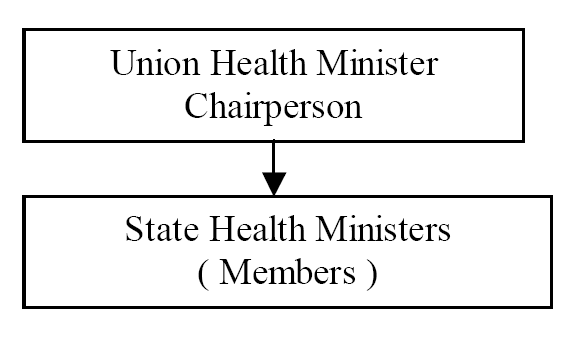 Union Health Minister
Chairperson
State Health Ministers
( Members )